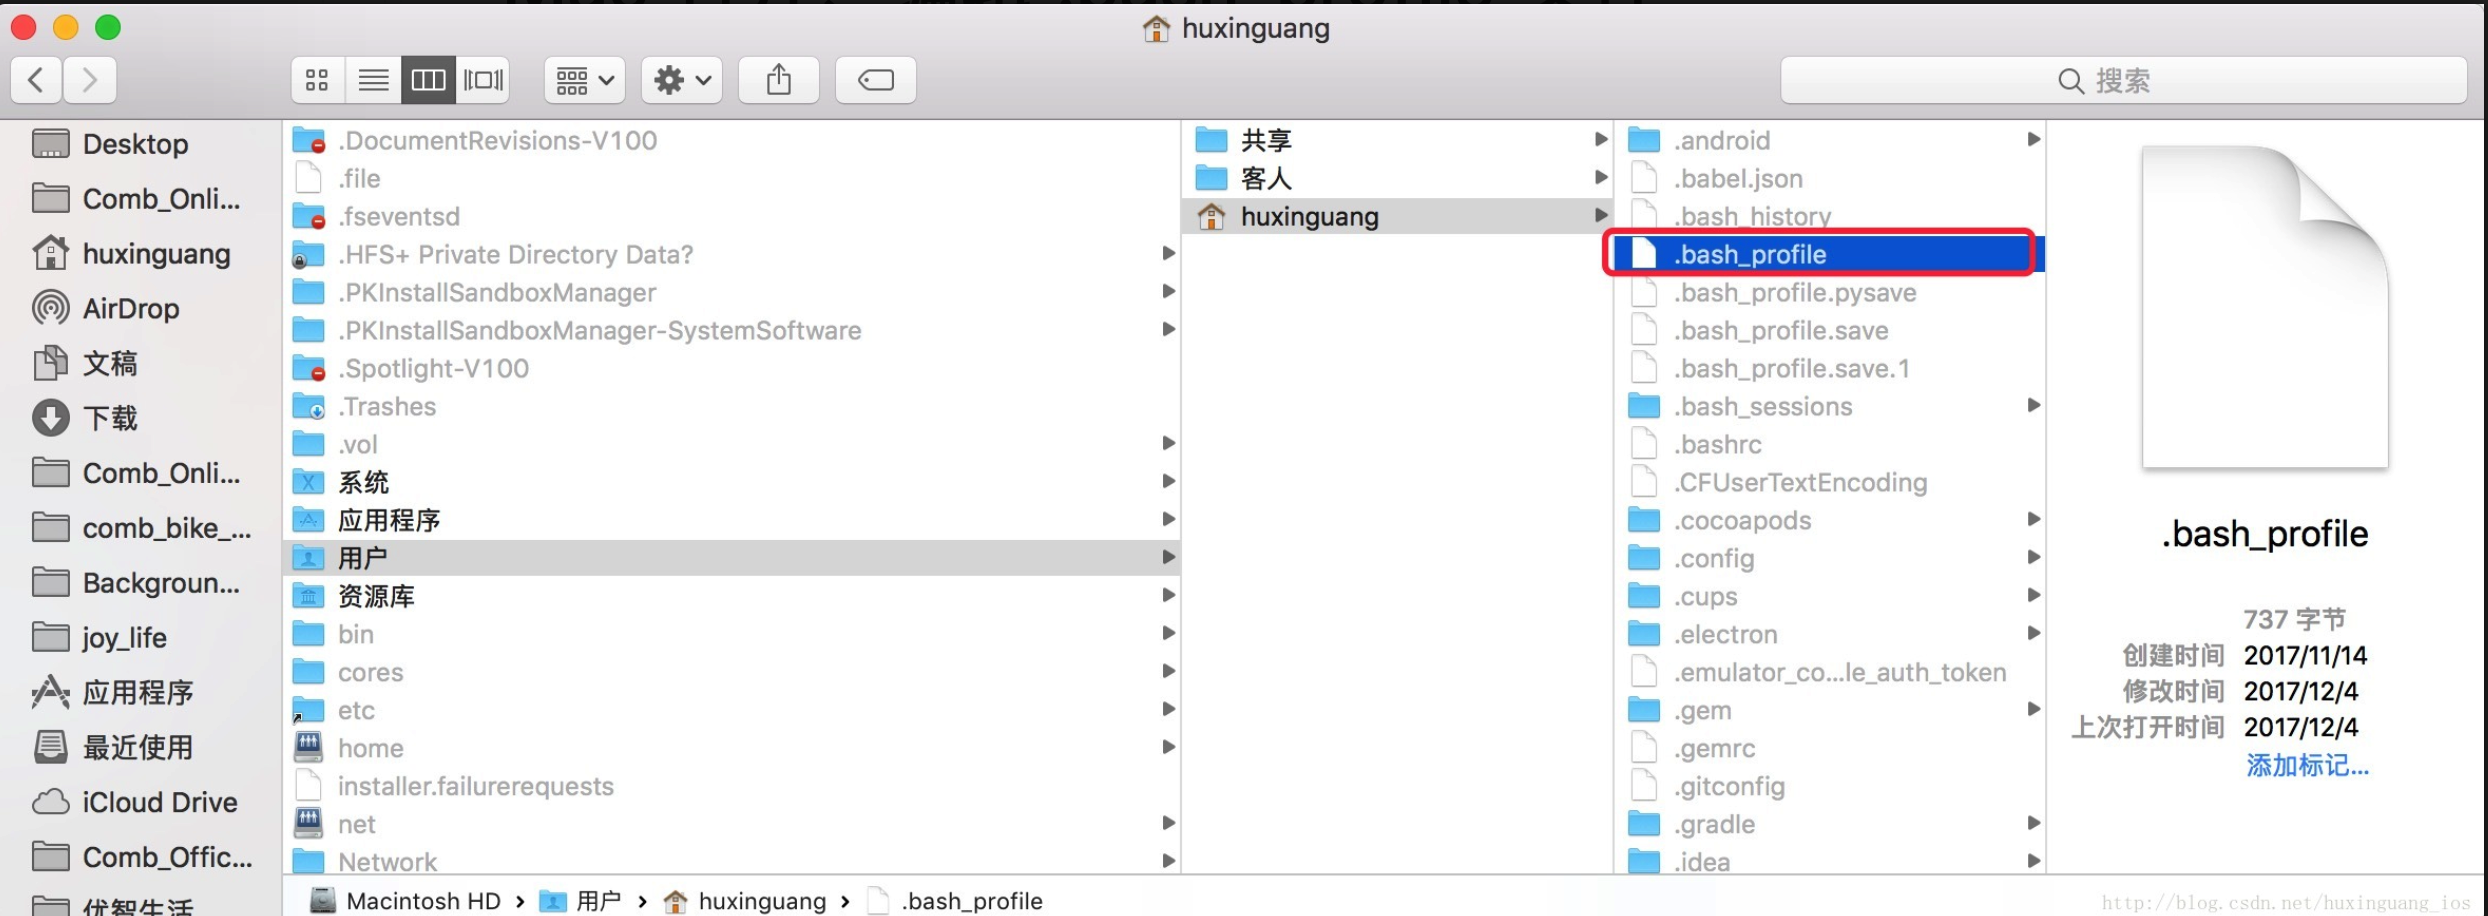 huxinguang
搜索
Desktop
Comb_Onli...
huxinguang
AirDrop
文稿
下载
Comb_Onli...
comb_bike_...
Backgroun...
joy_life
应用程序
最近使用
iCloud Drive
Comb_Offic...
优智生活
.DocumentRevisions-V100
.file
.fseventsd
.HFS+ Private Directory Data?
.PKInstallSandboxManager
.PKInstallSandboxManager-SystemSoftware
.Spotlight-V100
.Trashes
.vol
系统
应用程序
用户
资源库
bin
cores
etc
home
installer.failurerequests
net
Network
共享
客人
huxinguang
.android
.babel.json
.bash_history
.bash_profile
.bash_profile.pysave
.bash_profile.save
.bash_profile.save.1
.bash_sessions
.bashrc
.CFUserTextEncoding
.cocoapods
.config
.cups
.electron
.emulator_co...le_auth_token
.gem
.gemrc
.gitconfig
.gradle
.idea
.bash_profile
737 字节
创建时间 2017/11/14
修改时间 2017/12/4
上次打开时间 2017/12/4
添加标记...
Macintosh HD › 用户 › huxinguang › .bash_profile
http://blog.csdn.net/huxinguang_ios